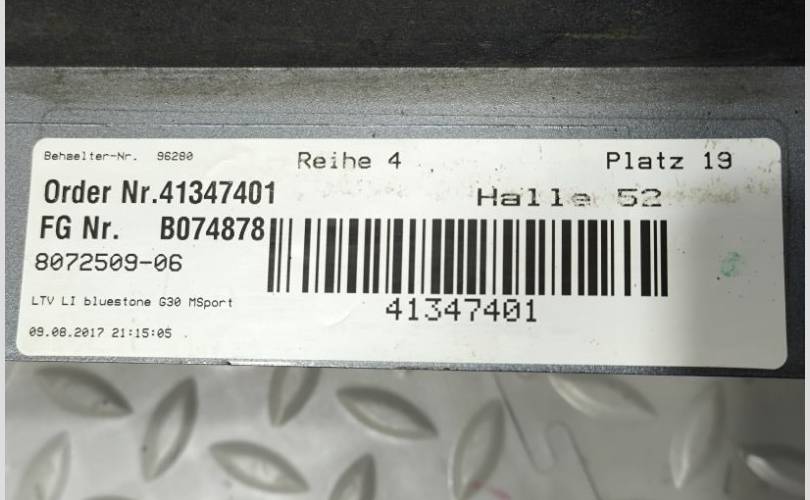 Behaelter-Nr. 96280 Reihe 4 Platz 19
Order Nr.41347401 Halle 52
FG Nr. B074878
8072509-06
41347401
LTV LI bluestone G30 MSport
09.08.2017 21:15:05